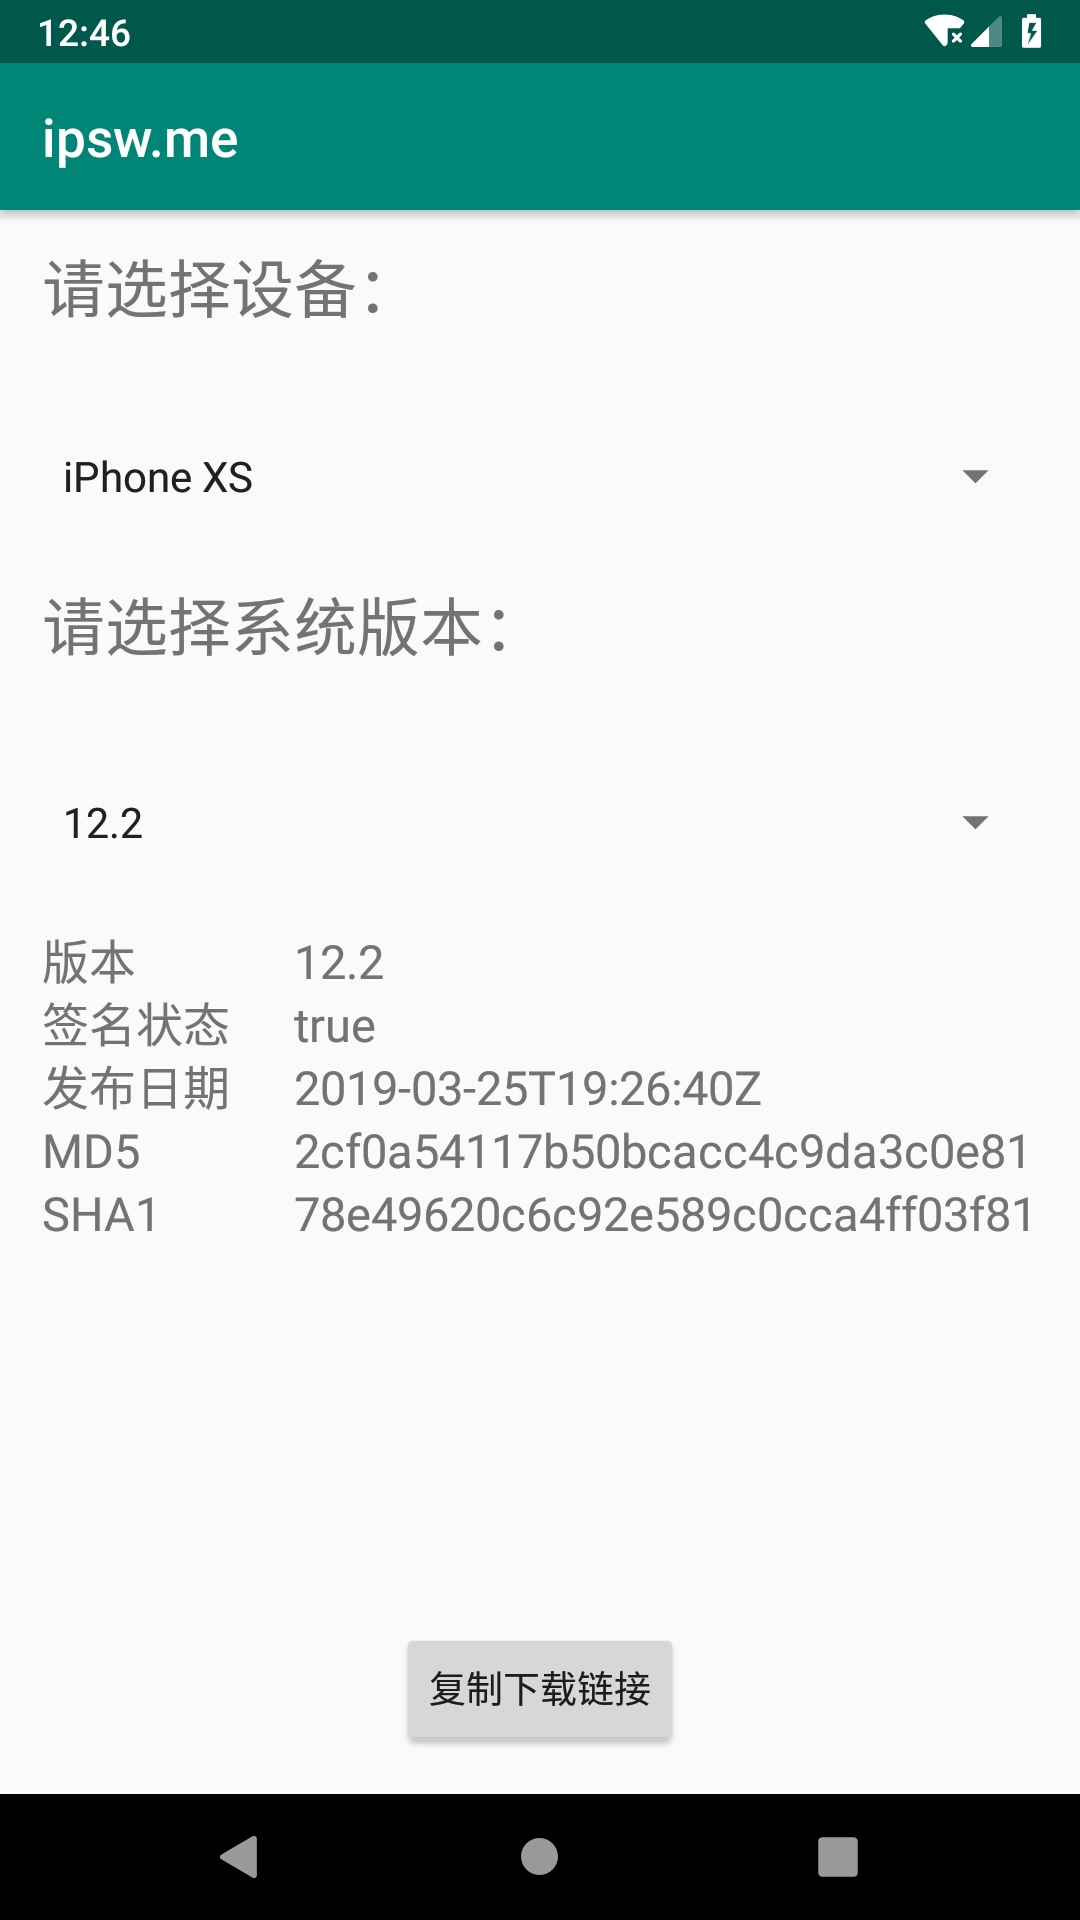 12:46
ipsw.me
请选择设备：
iPhone XS
请选择系统版本：
12.2
版本 12.2
签名状态 true
发布日期 2019-03-25T19:26:40Z
MD5 2cf0a54117b50bcacc4c9da3c0e81
SHA1 78e49620c6c92e589c0cca4ff03f81
复制下载链接